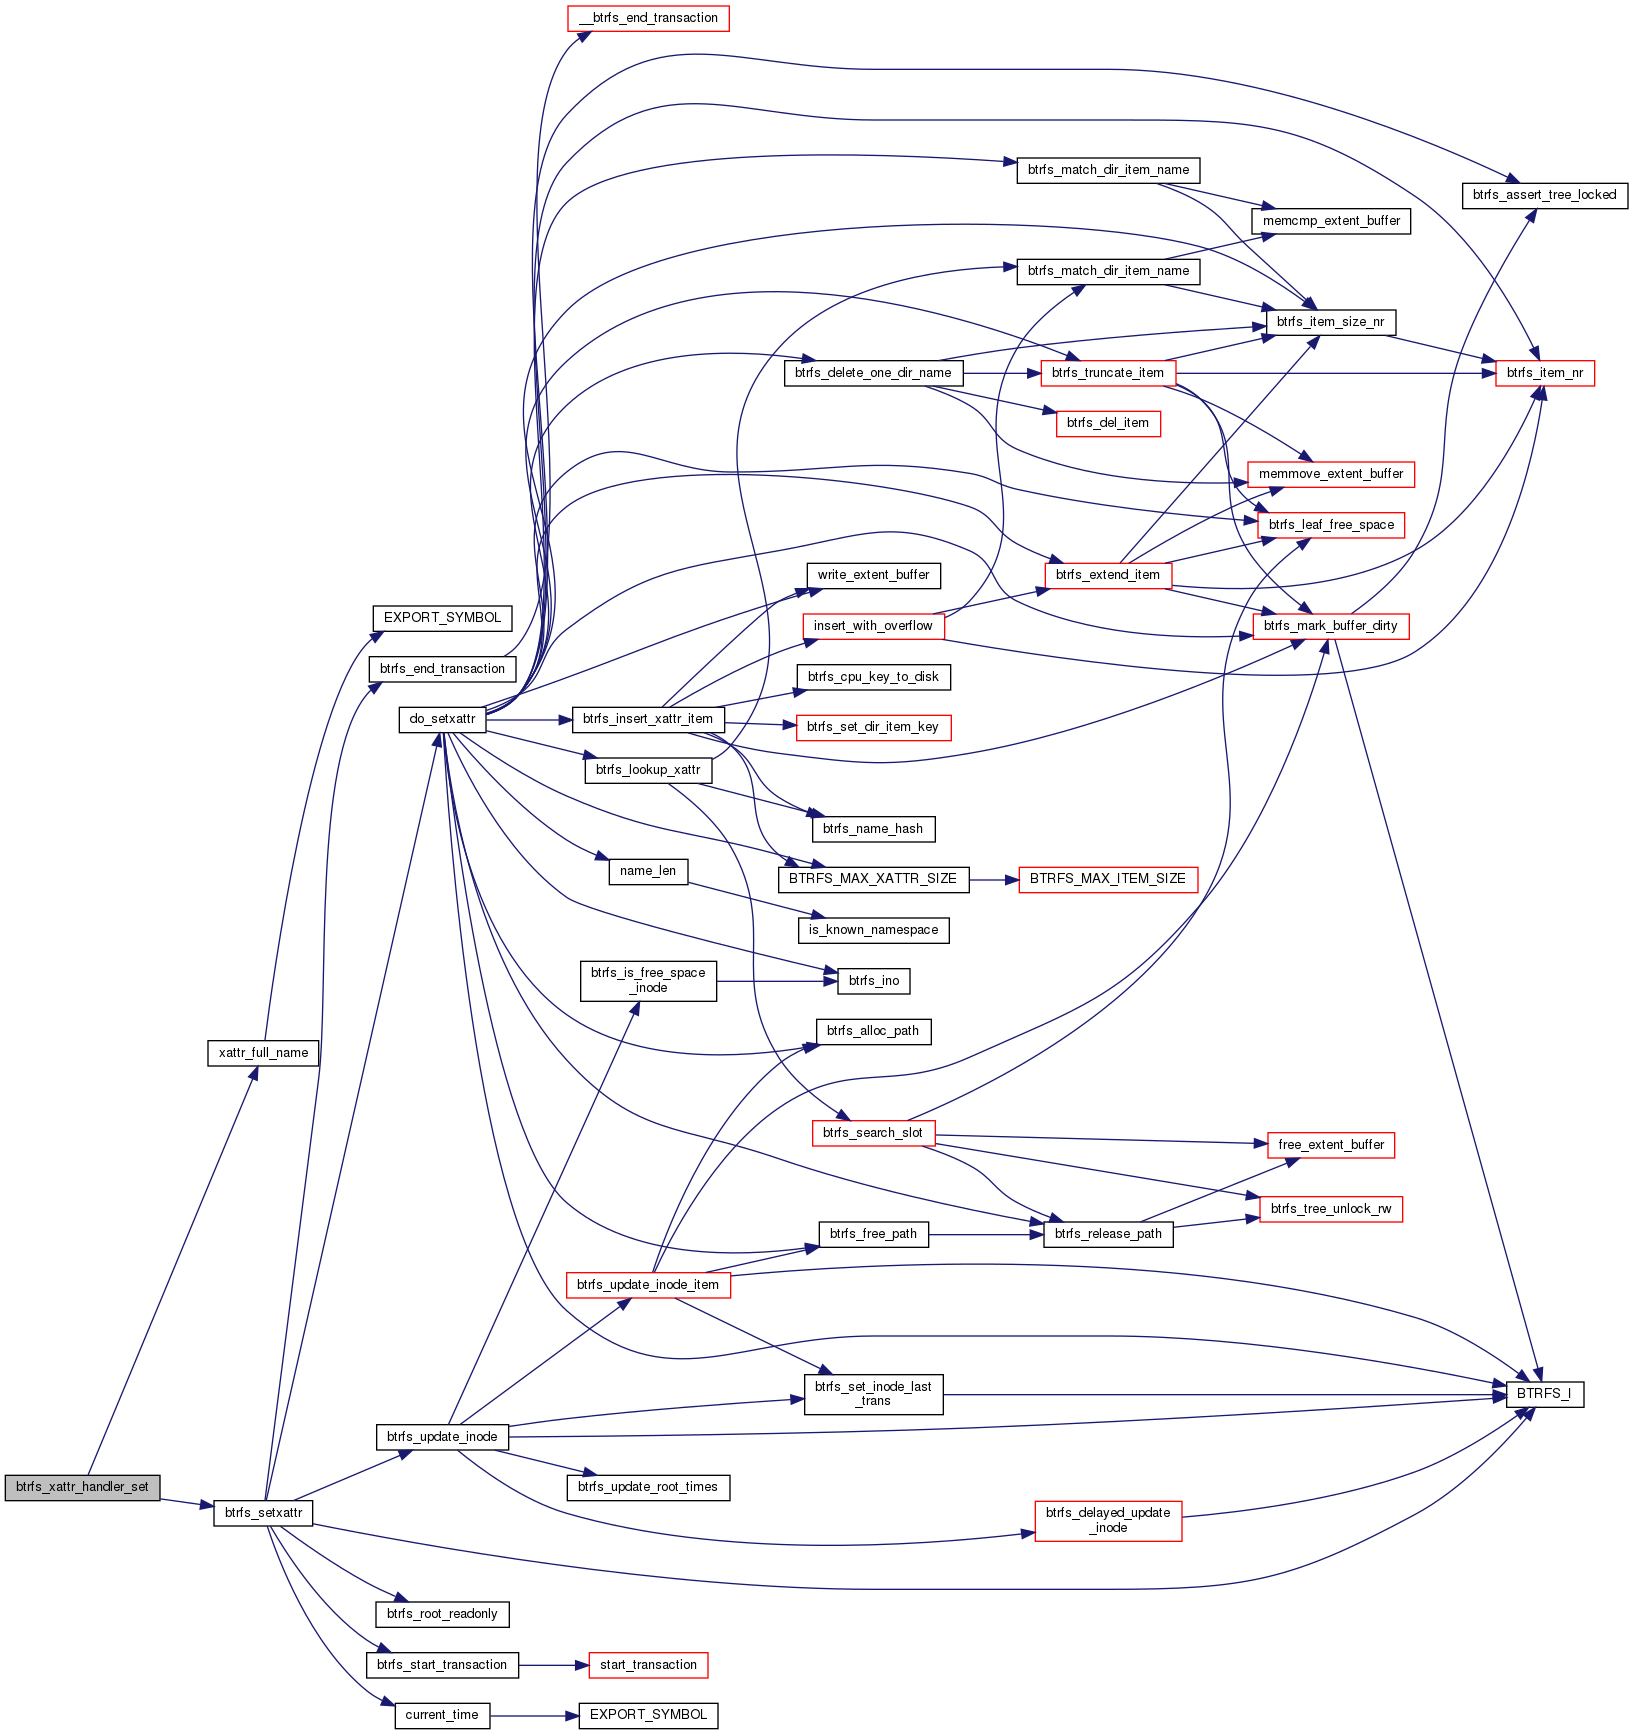 __btrfs_end_transaction
btrfs_match_dir_item_name
btrfs_assert_tree_locked
memcmp_extent_buffer
btrfs_match_dir_item_name
btrfs_item_size_nr
btrfs_delete_one_dir_name
btrfs_truncate_item
btrfs_item_nr
btrfs_del_item
memmove_extent_buffer
btrfs_leaf_free_space
write_extent_buffer
btrfs_extend_item
EXPORT_SYMBOL
insert_with_overflow
btrfs_mark_buffer_dirty
btrfs_end_transaction
btrfs_cpu_key_to_disk
do_setxattr
btrfs_insert_xattr_item
btrfs_set_dir_item_key
btrfs_lookup_xattr
btrfs_name_hash
name_len
BTRFS_MAX_XATTR_SIZE
BTRFS_MAX_ITEM_SIZE
is_known_namespace
btrfs_is_free_space
_inode
btrfs_ino
btrfs_alloc_path
xattr_full_name
btrfs_search_slot
free_extent_buffer
btrfs_tree_unlock_rw
btrfs_free_path
btrfs_release_path
btrfs_update_inode_item
btrfs_set_inode_last
_trans
BTRFS_I
btrfs_update_inode
btrfs_xattr_handler_set
btrfs_update_root_times
btrfs_setxattr
btrfs_delayed_update
_inode
btrfs_root_readonly
btrfs_start_transaction
start_transaction
current_time
EXPORT_SYMBOL